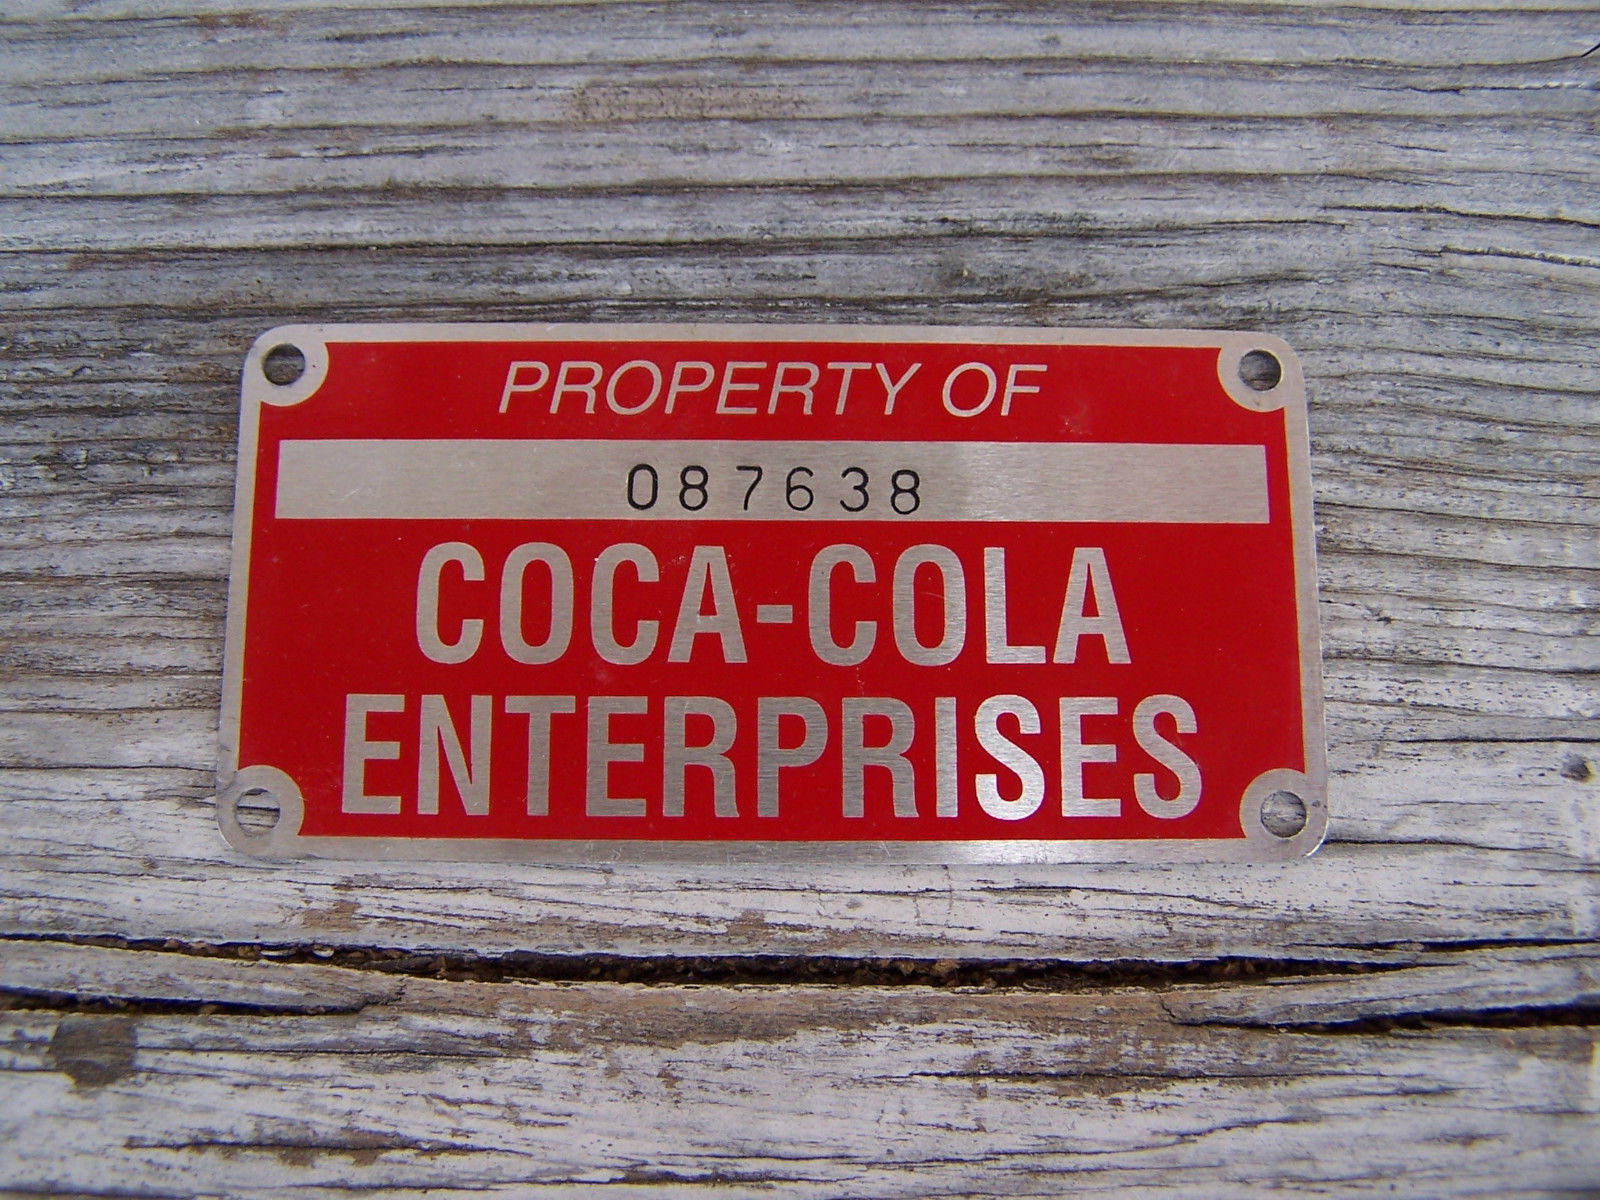 PROPERTY OF
087638
COCA-COLA
ENTERPRISES